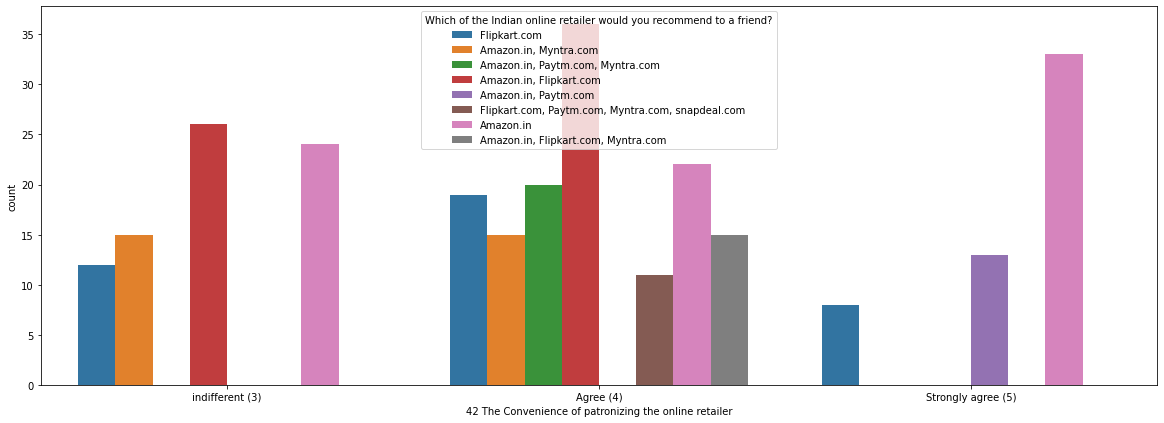 Which of the Indian online retailer would you recommend to a friend?
Flipkart.com
Amazon.in, Myntra.com
Amazon.in, Paytm.com, Myntra.com
Amazon.in, Flipkart.com
Amazon.in, Paytm.com
Flipkart.com, Paytm.com, Myntra.com, snapdeal.com
Amazon.in
Amazon.in, Flipkart.com, Myntra.com
35
30
25
20
15
10
5
0
count
indifferent (3)
Agree (4)
Strongly agree (5)
42 The Convenience of patronizing the online retailer